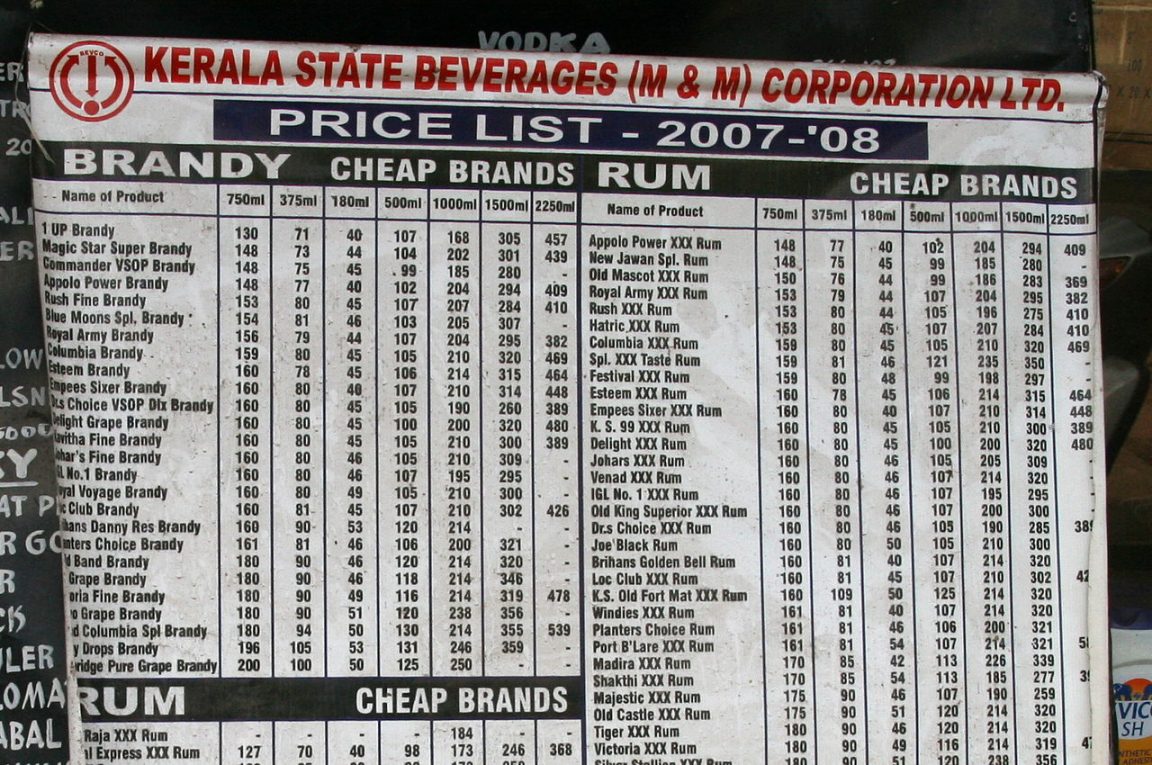 VODKA
BEVCO
KERALA STATE BEVERAGES (M & M) CORPORATION LTD.
PRICE LIST - 2007-'08
BRANDY CHEAP BRANDS
Name of Product 750ml 375ml 180ml 500ml 1000ml 1500ml 2250ml
1 UP Brandy 130 71 40 107 168 305 457
Magic Star Super Brandy 148 73 44 104 202 301 439
Commander VSOP Brandy 148 75 45 99 185 280 -
Appolo Power Brandy 148 77 40 102 204 294 409
Rush Fine Brandy 153 80 45 107 207 284 410
Blue Moons Spl. Brandy 154 81 46 103 205 307 -
Royal Army Brandy 156 79 44 107 204 295 382
Columbia Brandy 159 80 45 105 210 320 469
Esteem Brandy 160 78 45 106 214 315 464
Empees Sixer Brandy 160 80 40 107 210 314 448
Dr.s Choice VSOP Dlx Brandy 160 80 45 105 190 260 389
Delight Grape Brandy 160 80 45 100 200 320 480
Kavitha Fine Brandy 160 80 45 105 210 300 389
Johar's Fine Brandy 160 80 46 105 210 309 -
GL No.1 Brandy 160 80 46 107 195 295 -
yal Voyage Brandy 160 80 49 105 210 300 -
c Club Brandy 160 81 45 107 210 302 426
hans Danny Res Brandy 160 90 53 120 214 - -
nters Choice Brandy 161 81 46 106 200 321 -
d Band Brandy 180 90 46 120 214 320 -
Grape Brandy 180 90 46 118 214 346 -
oria Fine Brandy 180 90 49 116 214 319 478
o Grape Brandy 180 90 51 120 238 356 -
d Columbia Spl Brandy 180 94 50 130 214 355 539
y Drops Brandy 196 105 53 131 246 359 -
bridge Pure Grape Brandy 200 100 50 125 250 - -
RUM CHEAP BRANDS
Raja XXX Rum - - - - 184 - -
al Express XXX Rum 127 70 40 98 173 246 368
RUM CHEAP BRANDS
Name of Product 750ml 375ml 180ml 500ml 1000ml 1500ml 2250ml
Appolo Power XXX Rum 148 77 40 102 204 294 409
New Jawan Spl. Rum 148 75 45 99 185 280 -
Old Mascot XXX Rum 150 76 44 99 186 283 369
Royal Army XXX Rum 153 79 44 107 204 295 382
Rush XXX Rum 153 80 44 105 196 275 410
Hatric XXX Rum 153 80 45 107 207 284 410
Columbia XXX Rum 159 80 45 105 210 320 469
Spl. XXX Taste Rum 159 81 46 121 235 350 -
Festival XXX Rum 159 80 48 99 198 297 -
Esteem XXX Rum 160 78 45 106 214 315 464
Empees Sixer XXX Rum 160 80 40 107 210 314 448
K. S. 99 XXX Rum 160 80 45 105 210 300 389
Delight XXX Rum 160 80 45 100 200 320 480
Johars XXX Rum 160 80 46 105 205 309 -
Venad XXX Rum 160 80 46 107 214 320 -
IGL No. 1 XXX Rum 160 80 46 107 195 295 -
Old King Superior XXX Rum 160 80 46 107 200 300 -
Dr.s Choice XXX Rum 160 80 46 105 190 285 389
Joe Black Rum 160 80 50 105 210 300
Brihans Golden Bell Rum 160 81 40 107 214 320
Loc Club XXX Rum 160 81 45 107 210 302 42
K.S. Old Fort Mat XXX Rum 160 109 50 125 214 320
Windies XXX Rum 161 81 40 107 214 320
Planters Choice Rum 161 81 46 106 200 321
Port B'Lare XXX Rum 161 81 54 107 214 321
Madira XXX Rum 170 85 42 113 226 339
Shakthi XXX Rum 170 85 54 113 185 277
Majestic XXX Rum 175 90 46 107 190 259
Old Castle XXX Rum 175 90 51 120 214 320
Tiger XXX Rum 180 90 46 120 214 320
Victoria XXX Rum 180 90 49 116 214 319 47
Silver Stallion XXX Rum 180 90 51 120 238 356